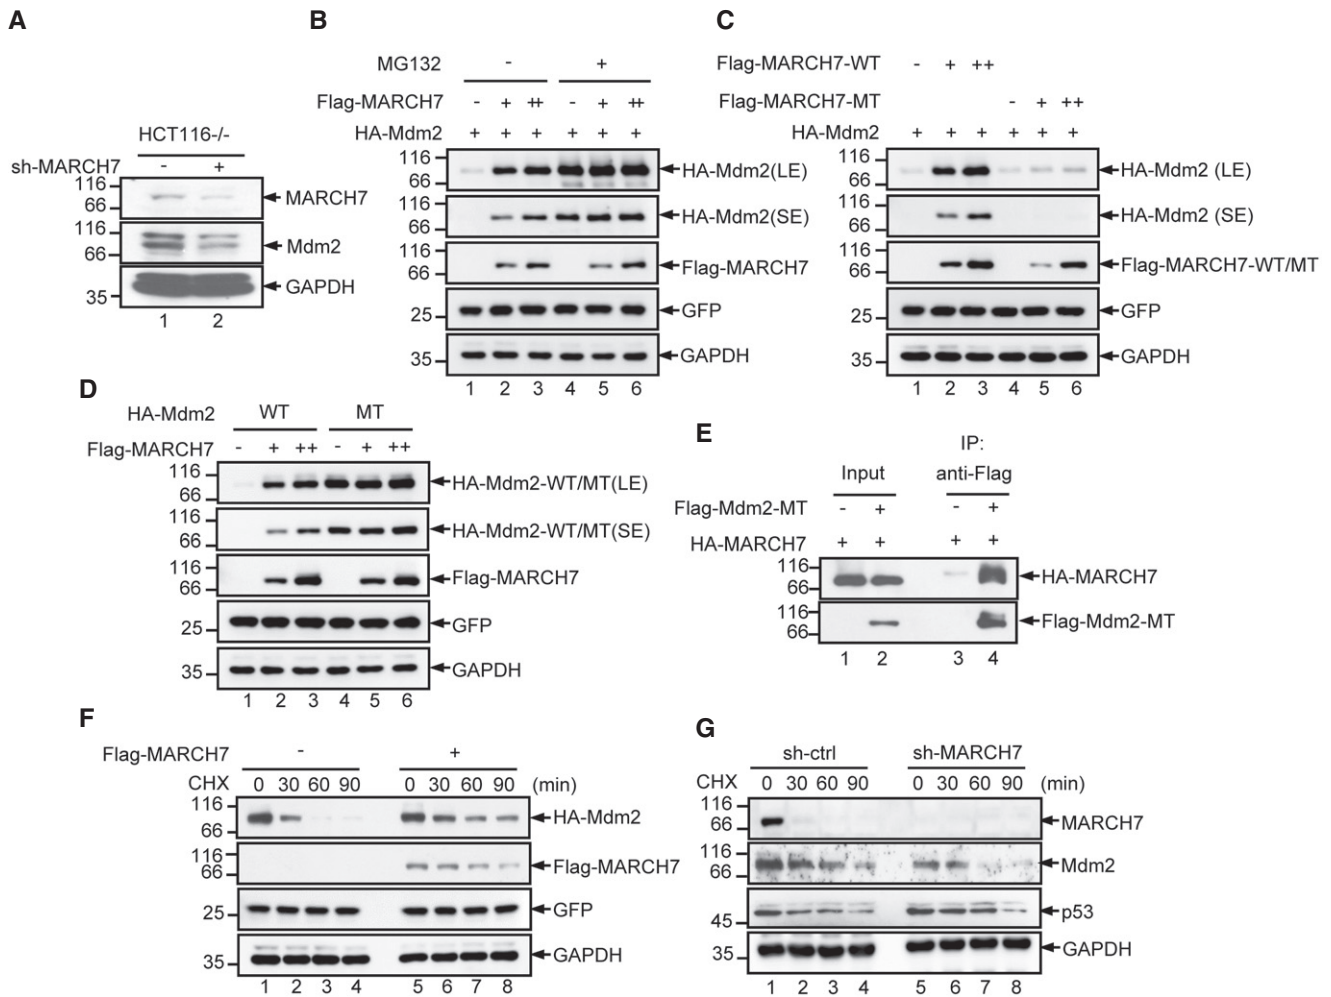 A
HCT116-/-
sh-MARCH7 - +
116
66
MARCH7
116
66
Mdm2
35
GAPDH
1 2
B
MG132 - +
Flag-MARCH7 - + ++ - + ++
HA-Mdm2 + + + + + +
116
66
HA-Mdm2(LE)
116
66
HA-Mdm2(SE)
116
66
Flag-MARCH7
25
GFP
35
GAPDH
1 2 3 4 5 6
C
Flag-MARCH7-WT - + ++
Flag-MARCH7-MT - + ++
HA-Mdm2 + + + + + +
116
66
HA-Mdm2 (LE)
116
66
HA-Mdm2 (SE)
116
66
Flag-MARCH7-WT/MT
25
GFP
35
GAPDH
1 2 3 4 5 6
D
HA-Mdm2 WT MT
Flag-MARCH7 - + ++ - + ++
116
66
HA-Mdm2-WT/MT(LE)
116
66
HA-Mdm2-WT/MT(SE)
116
66
Flag-MARCH7
25
GFP
35
GAPDH
1 2 3 4 5 6
E
IP:
Input anti-Flag
Flag-Mdm2-MT - + - +
HA-MARCH7 + + + +
116
66
HA-MARCH7
116
66
Flag-Mdm2-MT
1 2 3 4
F
Flag-MARCH7 - +
CHX 0 30 60 90 0 30 60 90 (min)
116
66
HA-Mdm2
116
66
Flag-MARCH7
25
GFP
35
GAPDH
1 2 3 4 5 6 7 8
G
sh-ctrl sh-MARCH7
CHX 0 30 60 90 0 30 60 90 (min)
116
66
MARCH7
116
66
Mdm2
45
p53
35
GAPDH
1 2 3 4 5 6 7 8